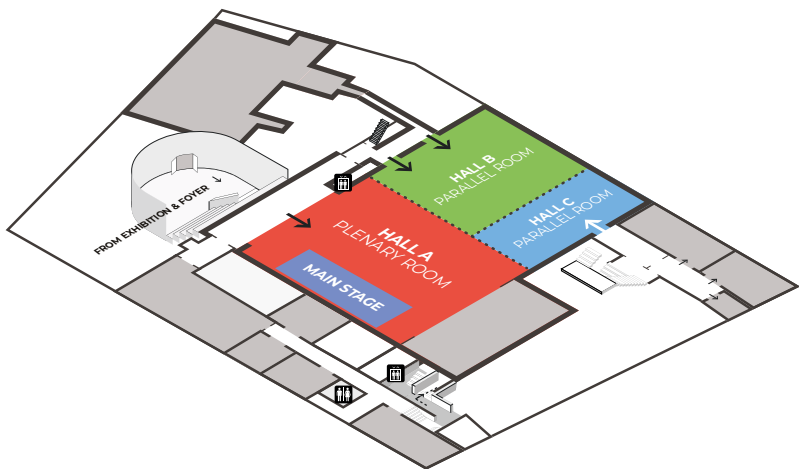 HALL B
PARALLEL ROOM
HALL C
PARALLEL ROOM
FROM EXHIBITION & FOYER
HALL A
PLENARY ROOM
MAIN STAGE